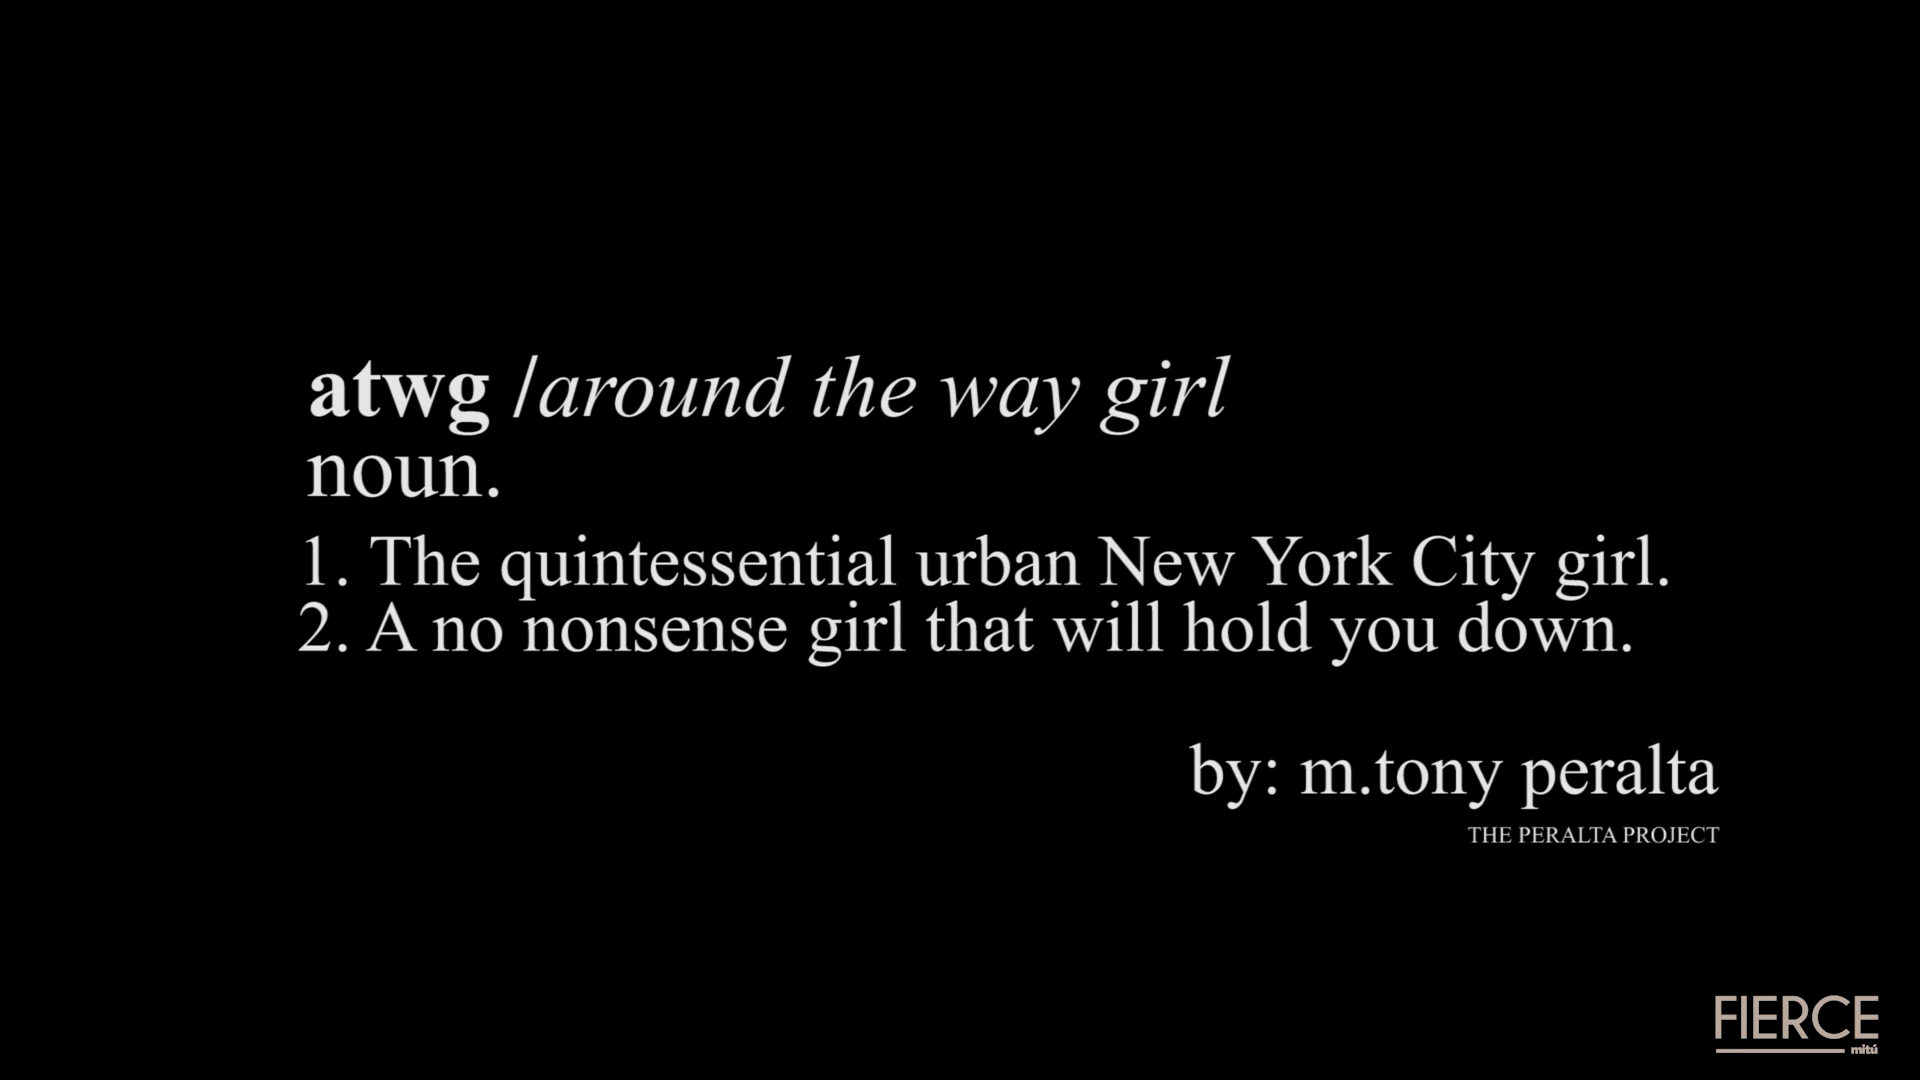 atwg /around the way girl
noun.
1. The quintessential urban New York City girl.
2. A no nonsense girl that will hold you down.
by: m.tony peralta
THE PERALTA PROJECT
FIERCE
mitú